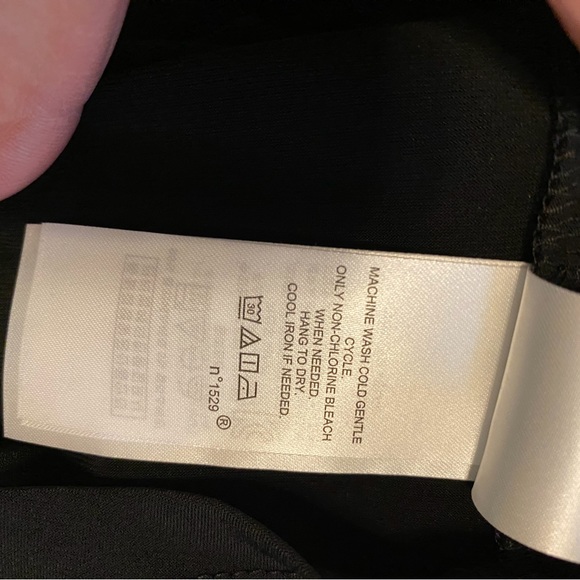 MACHINE WASH COLD GENTLE
CYCLE.
ONLY NON-CHLORINE BLEACH
WHEN NEEDED.
HANG TO DRY.
COOL IRON IF NEEDED.
30
n°1529 ®